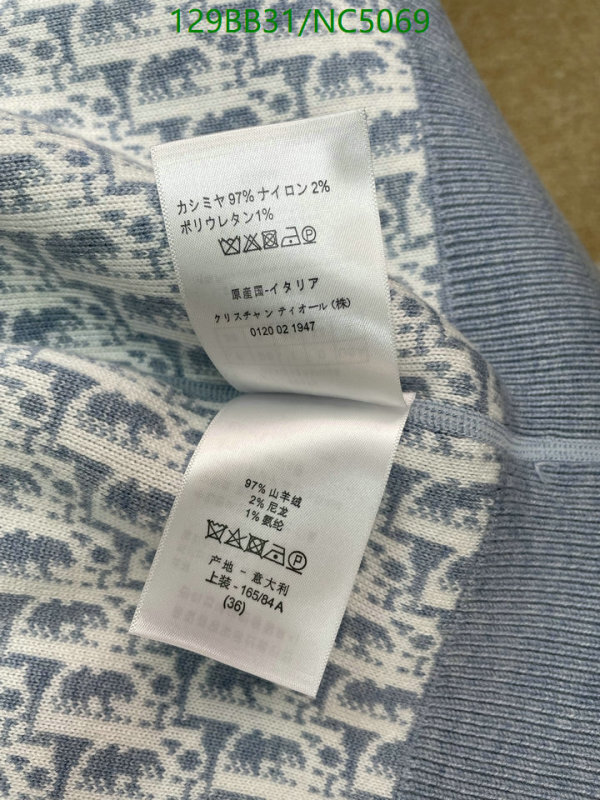 129BB31/NC5069
カシミヤ 97% ナイロン 2%
ポリウレタン1%
原産国-イタリア
クリスチャン ディオール (株)
0120 02 1947
97% 山羊绒
2% 尼龙
1% 氨纶
产地 - 意大利
上装 - 165/84 A
(36)